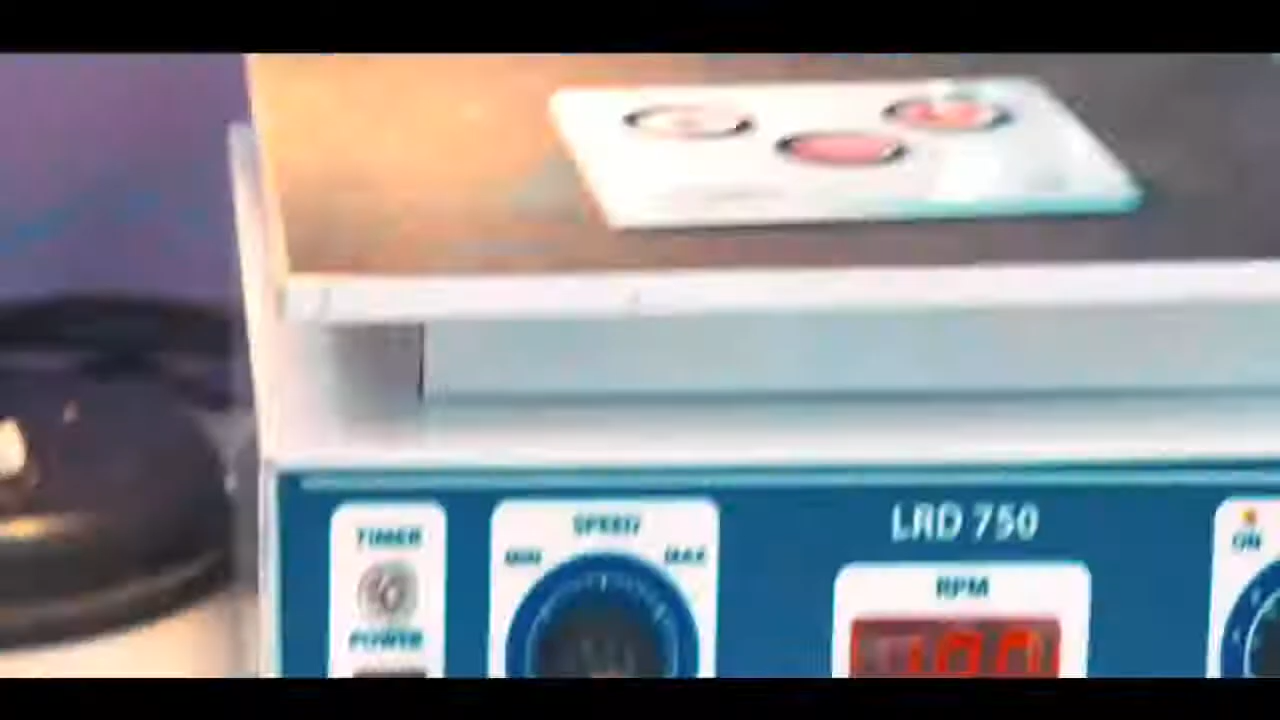 TIMER
POWER
SPEED
MIN MAX
LRD 750
RPM
ON